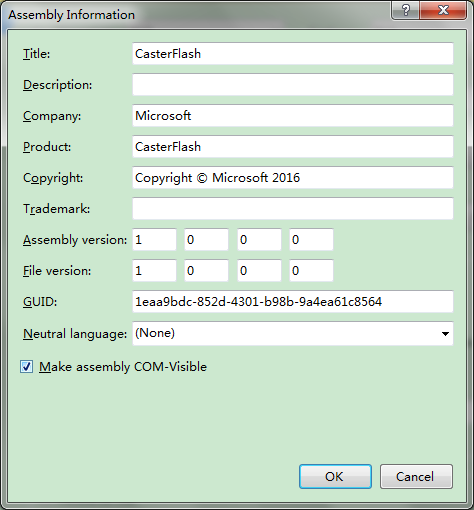 Assembly Information
Title: CasterFlash
Description:
Company: Microsoft
Product: CasterFlash
Copyright: Copyright © Microsoft 2016
Trademark:
Assembly version: 1 0 0 0
File version: 1 0 0 0
GUID: 1eaa9bdc-852d-4301-b98b-9a4ea61c8564
Neutral language: (None)
Make assembly COM-Visible
OK Cancel